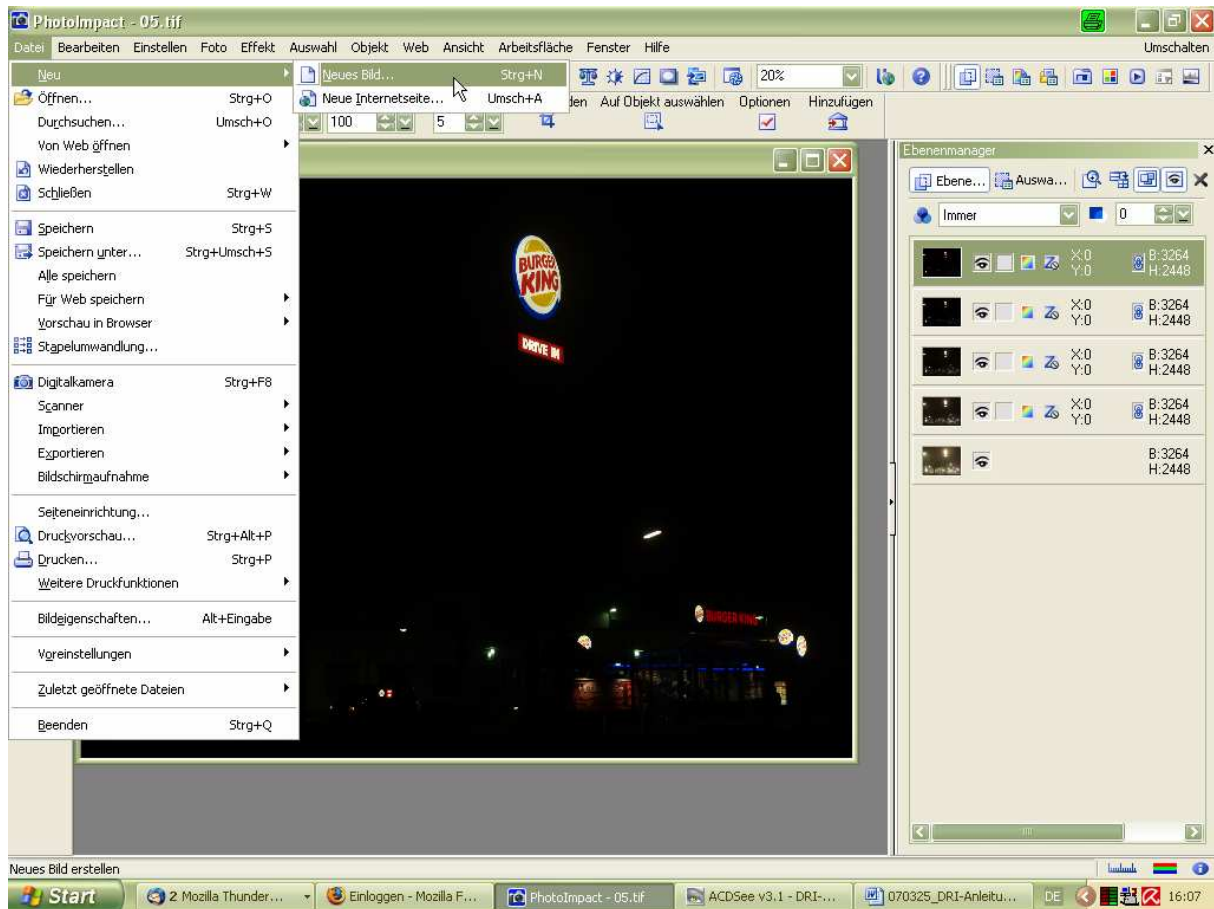 PhotoImpact - 05.tif
Datei Bearbeiten Einstellen Foto Effekt Auswahl Objekt Web Ansicht Arbeitsfläche Fenster Hilfe Umschalten
Neu
Öffnen... Strg+O
Durchsuchen... Umsch+O
Von Web öffnen
Wiederherstellen
Schließen Strg+W
Speichern Strg+S
Speichern unter... Strg+Umsch+S
Alle speichern
Für Web speichern
Vorschau in Browser
Stapelumwandlung...
Digitalkamera Strg+F8
Scanner
Importieren
Exportieren
Bildschirmaufnahme
Seiteneinrichtung...
Druckvorschau... Strg+Alt+P
Drucken... Strg+P
Weitere Druckfunktionen
Bildeigenschaften... Alt+Eingabe
Voreinstellungen
Zuletzt geöffnete Dateien
Beenden Strg+Q
Neues Bild... Strg+N
Neue Internetseite... Umsch+A
20%
den Auf Objekt auswählen Optionen Hinzufügen
100 5
BURGER KING
DRIVE IN
BURGER KING
Ebenenmanager
Ebene... Auswa...
Immer 0
X:0 B:3264
Y:0 H:2448
X:0 B:3264
Y:0 H:2448
X:0 B:3264
Y:0 H:2448
X:0 B:3264
Y:0 H:2448
B:3264
H:2448
Neues Bild erstellen
Start 2 Mozilla Thunder... Einloggen - Mozilla F... PhotoImpact - 05.tif ACDSee v3.1 - DRI-... 070325_DRI-Anleitu... DE 16:07